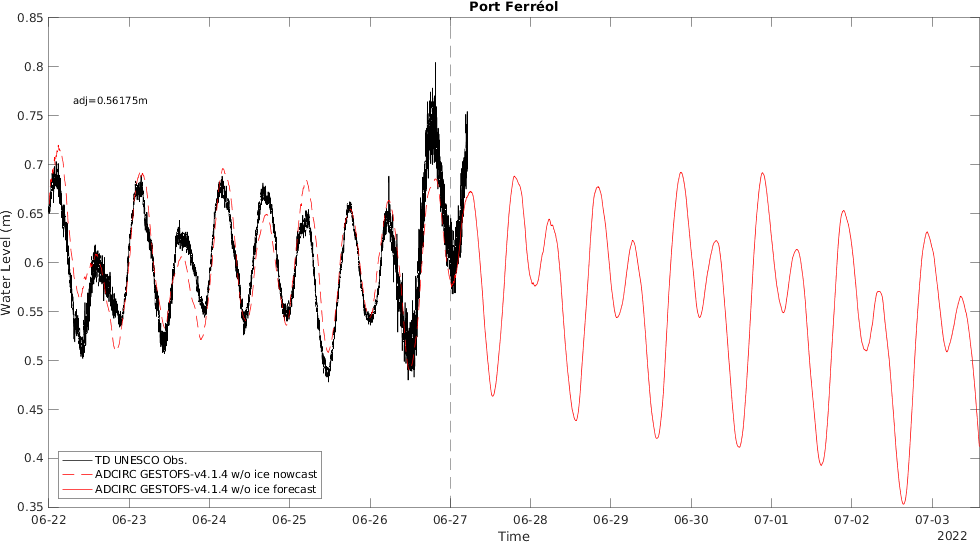 Port Ferréol
0.85
0.8
0.75
0.7
0.65
0.6
0.55
0.5
0.45
0.4
0.35
Water Level (m)
adj=0.56175m
TD UNESCO Obs.
ADCIRC GESTOFS-v4.1.4 w/o ice nowcast
ADCIRC GESTOFS-v4.1.4 w/o ice forecast
06-22 06-23 06-24 06-25 06-26 06-27 06-28 06-29 06-30 07-01 07-02 07-03
Time
2022